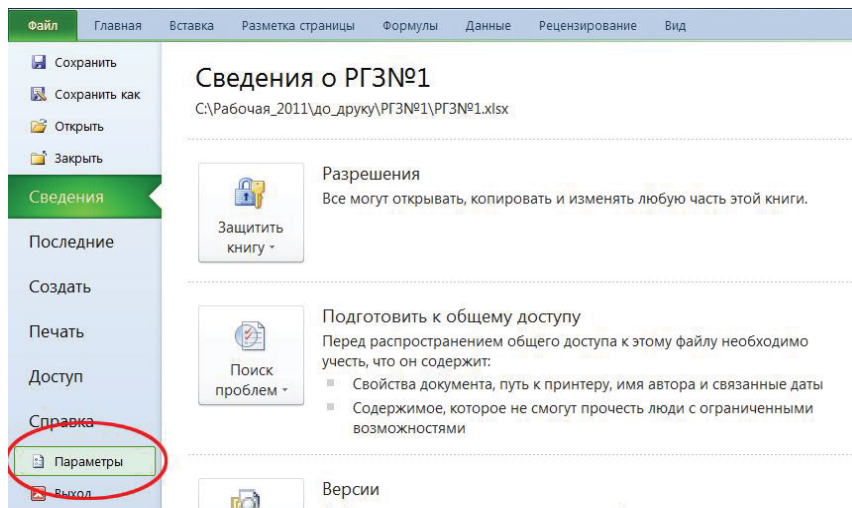 Файл Главная Вставка Разметка страницы Формулы Данные Рецензирование Вид
Сохранить
Сохранить как
Открыть
Закрыть
Сведения
Последние
Создать
Печать
Доступ
Справка
Параметры
Выход
Сведения о РГЗ№1
C:\Рабочая_2011\до_друку\РГЗ№1\РГЗ№1.xlsx
Защитить
книгу
Разрешения
Все могут открывать, копировать и изменять любую часть этой книги.
Поиск
проблем
Подготовить к общему доступу
Перед распространением общего доступа к этому файлу необходимо
учесть, что он содержит:
Свойства документа, путь к принтеру, имя автора и связанные даты
Содержимое, которое не смогут прочесть люди с ограниченными
возможностями
Версии